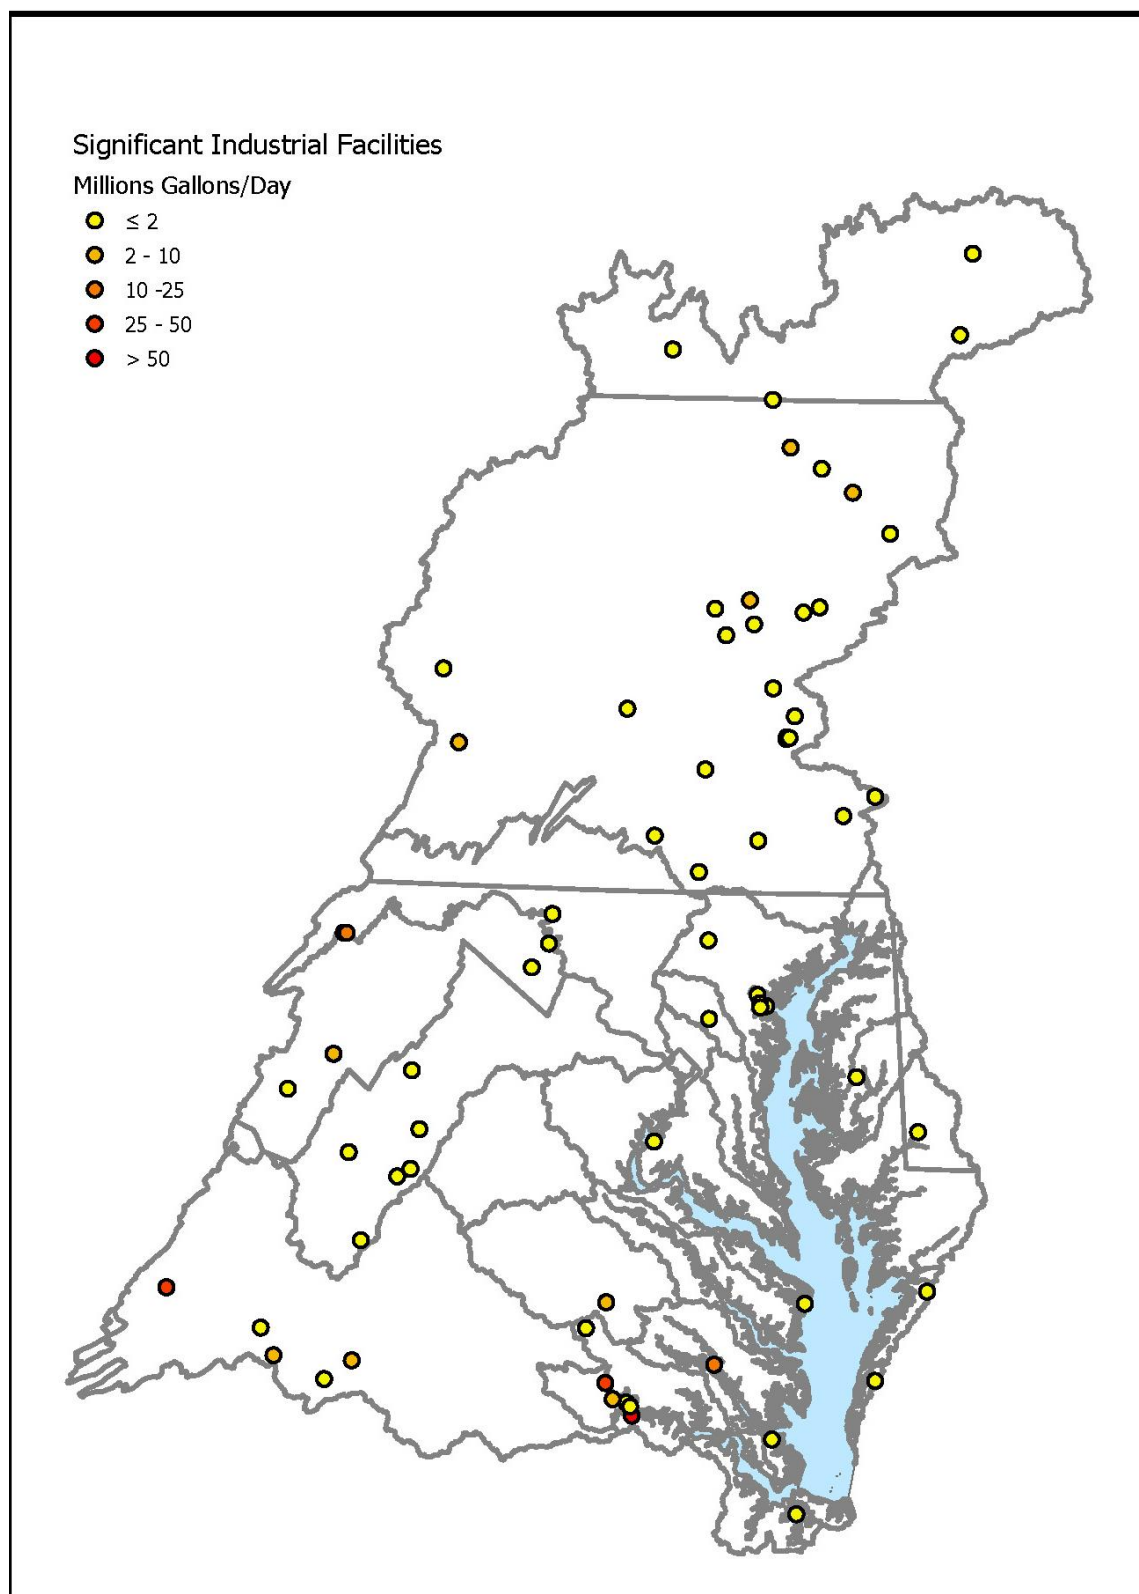 Significant Industrial Facilities
Millions Gallons/Day
≤ 2
2 - 10
10 -25
25 - 50
> 50